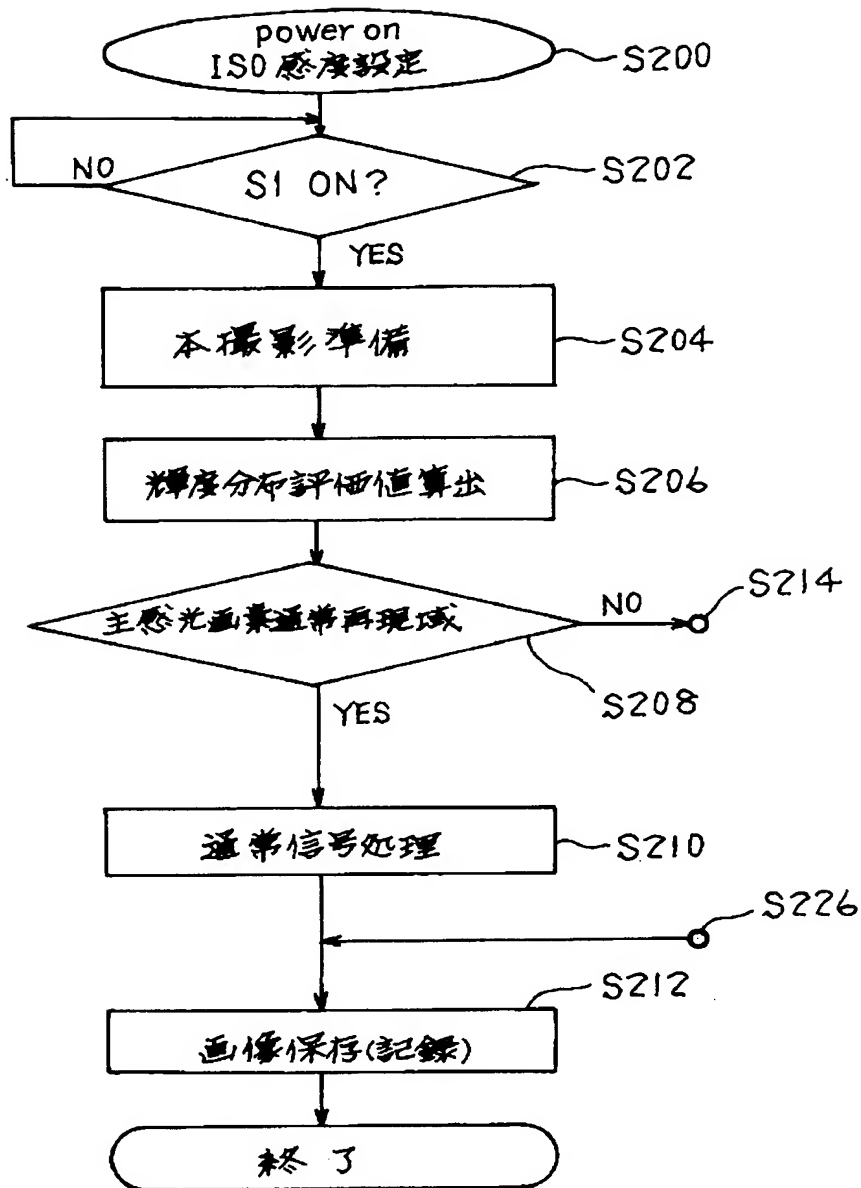 power on
ISO 感度設定
S200
NO
S1 ON?
S202
YES
本撮影準備
S204
輝度分布評価値算出
S206
主感光画素通常再現域
NO
S214
S208
YES
通常信号処理
S210
S226
S212
画像保存(記録)
終了